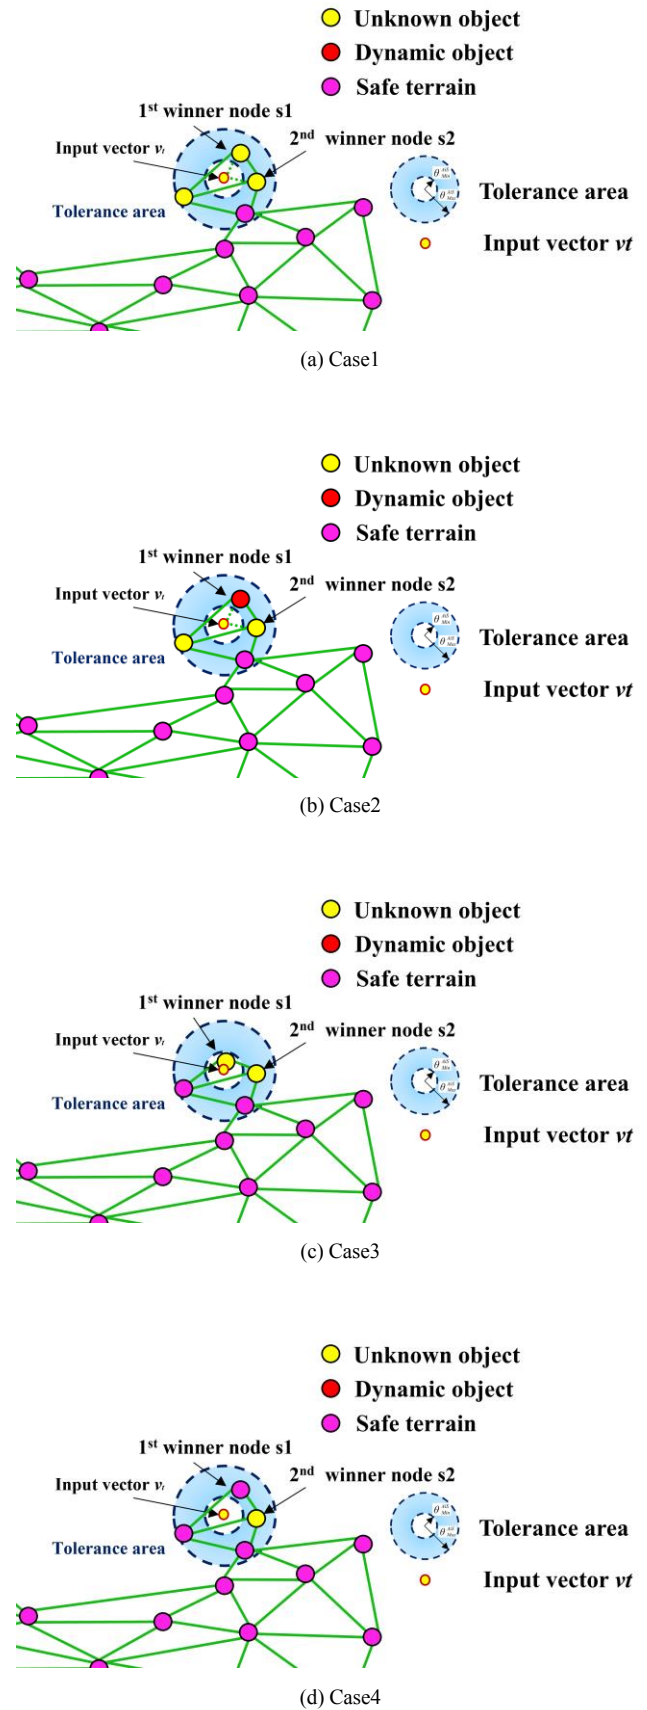 Unknown object
Dynamic object
Safe terrain
1st winner node s1
Input vector vt
2nd winner node s2
Tolerance area
Tolerance area
Input vector vt
(a) Case1
Unknown object
Dynamic object
Safe terrain
1st winner node s1
Input vector vt
2nd winner node s2
Tolerance area
Tolerance area
Input vector vt
(b) Case2
Unknown object
Dynamic object
Safe terrain
1st winner node s1
Input vector vt
2nd winner node s2
Tolerance area
Tolerance area
Input vector vt
(c) Case3
Unknown object
Dynamic object
Safe terrain
1st winner node s1
Input vector vt
2nd winner node s2
Tolerance area
Tolerance area
Input vector vt
(d) Case4